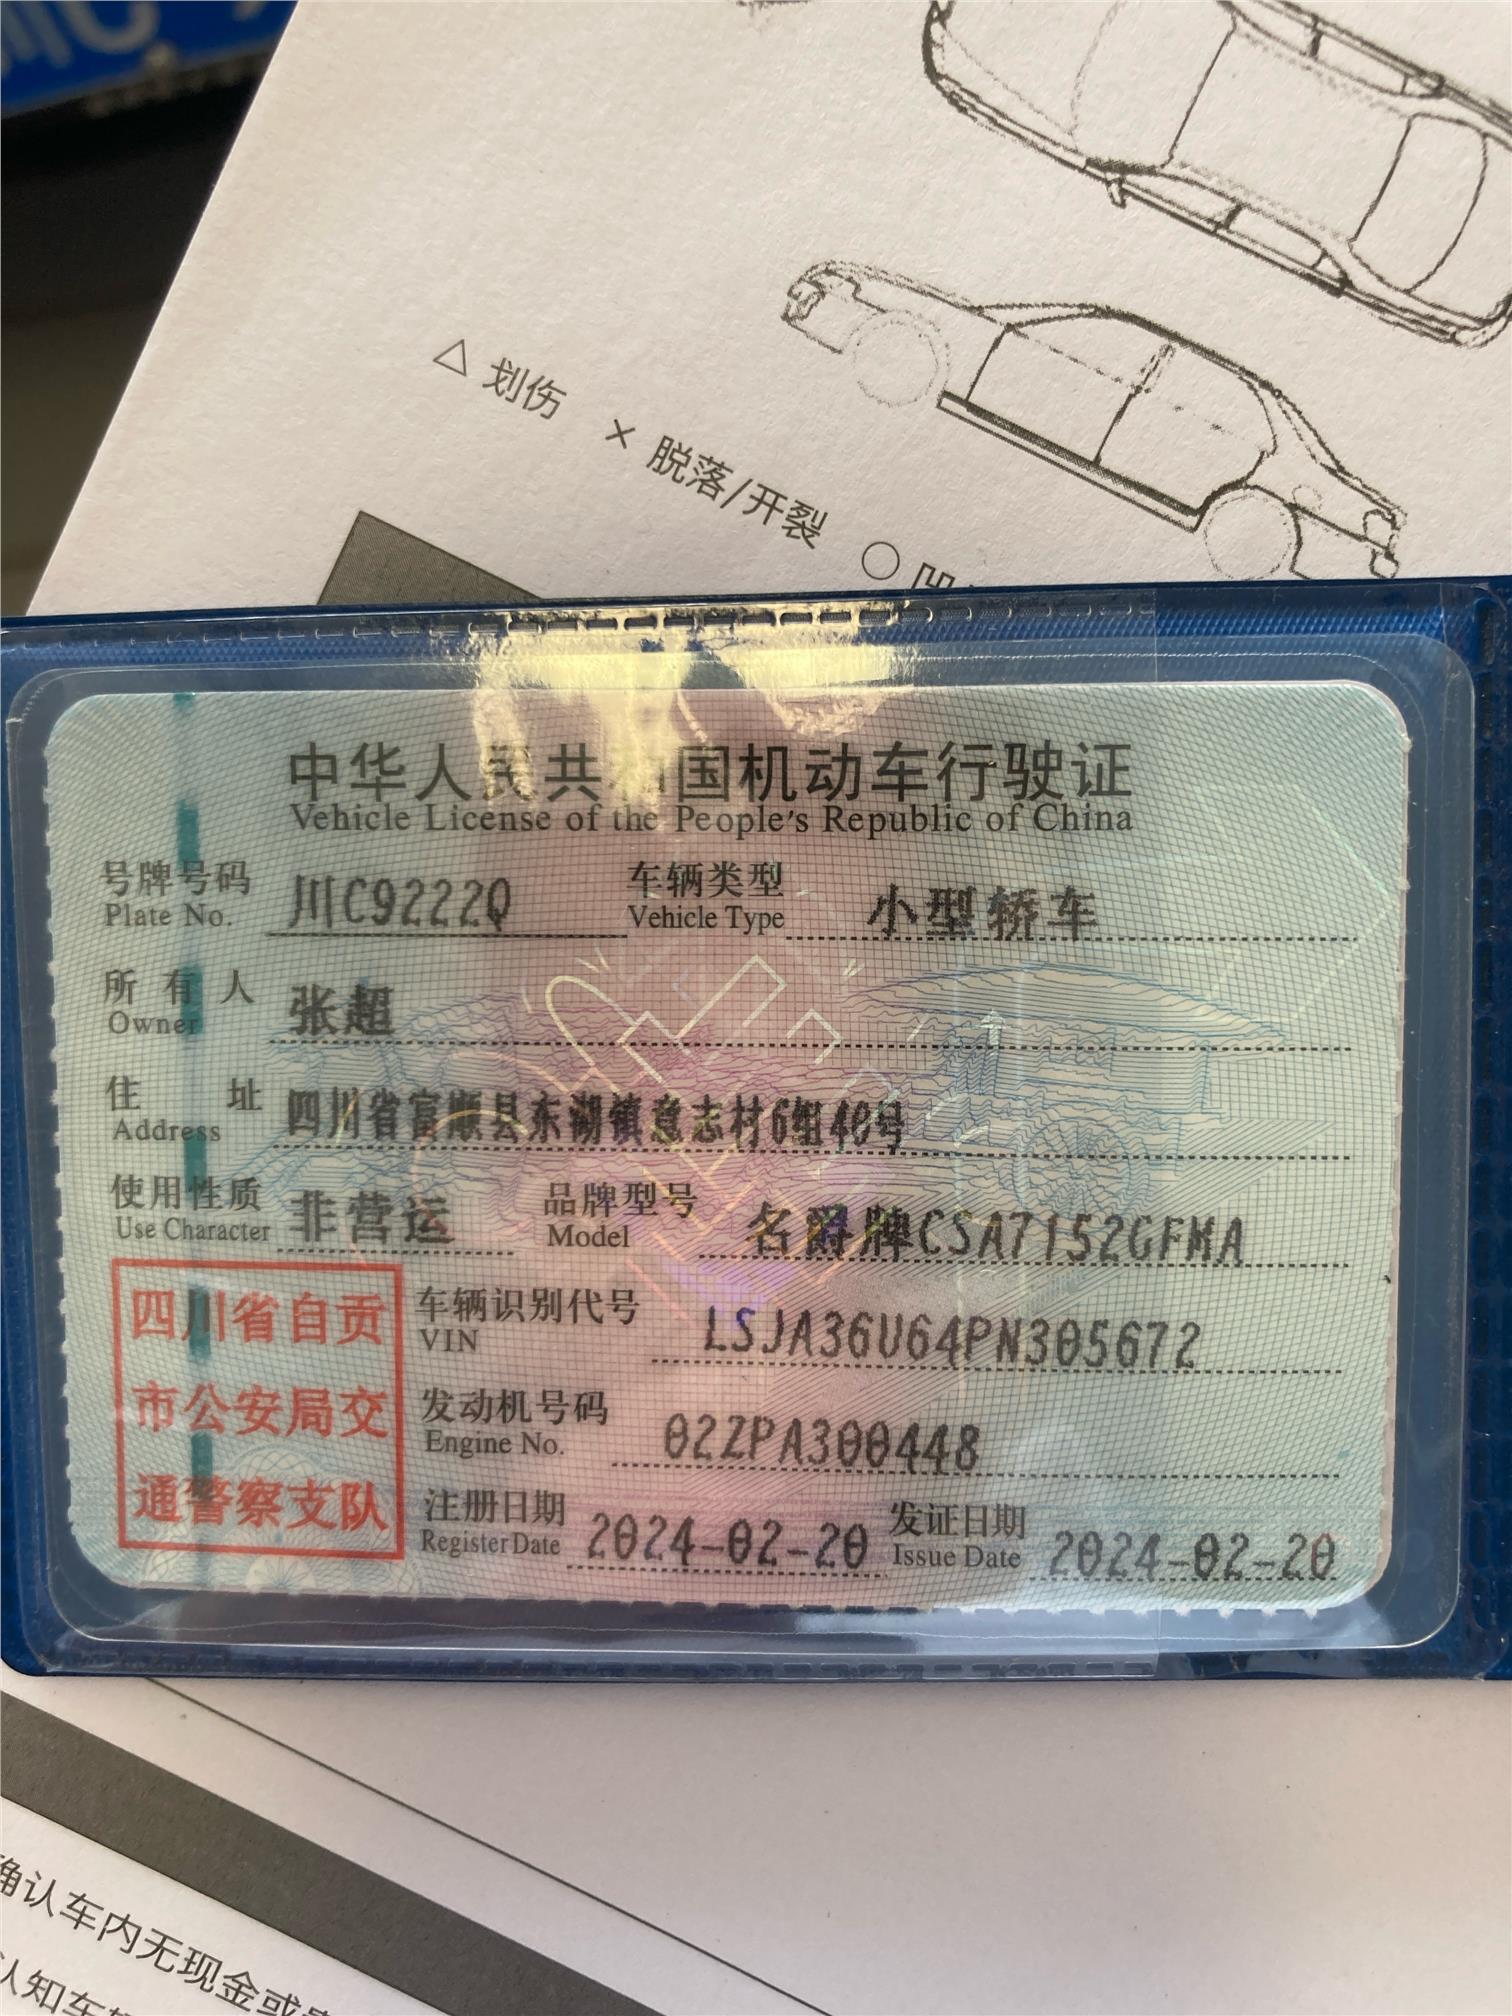 △ 划伤 × 脱落/开裂 ○
中华人民共和国机动车行驶证
Vehicle License of the People's Republic of China
号牌号码 川C9222Q 车辆类型 小型轿车
Plate No. Vehicle Type
所有人 张超
Owner
住址 四川省富顺县东湖镇意志村6组40号
Address
使用性质 非营运 品牌型号 名爵牌CSA7152GFMA
Use Character Model
四川省自贡
市公安局交
通警察支队
车辆识别代号 LSJA36U64PN305672
VIN
发动机号码 02ZPA300448
Engine No.
注册日期 2024-02-20 发证日期 2024-02-20
Register Date Issue Date
确认车内无现金或
认知车